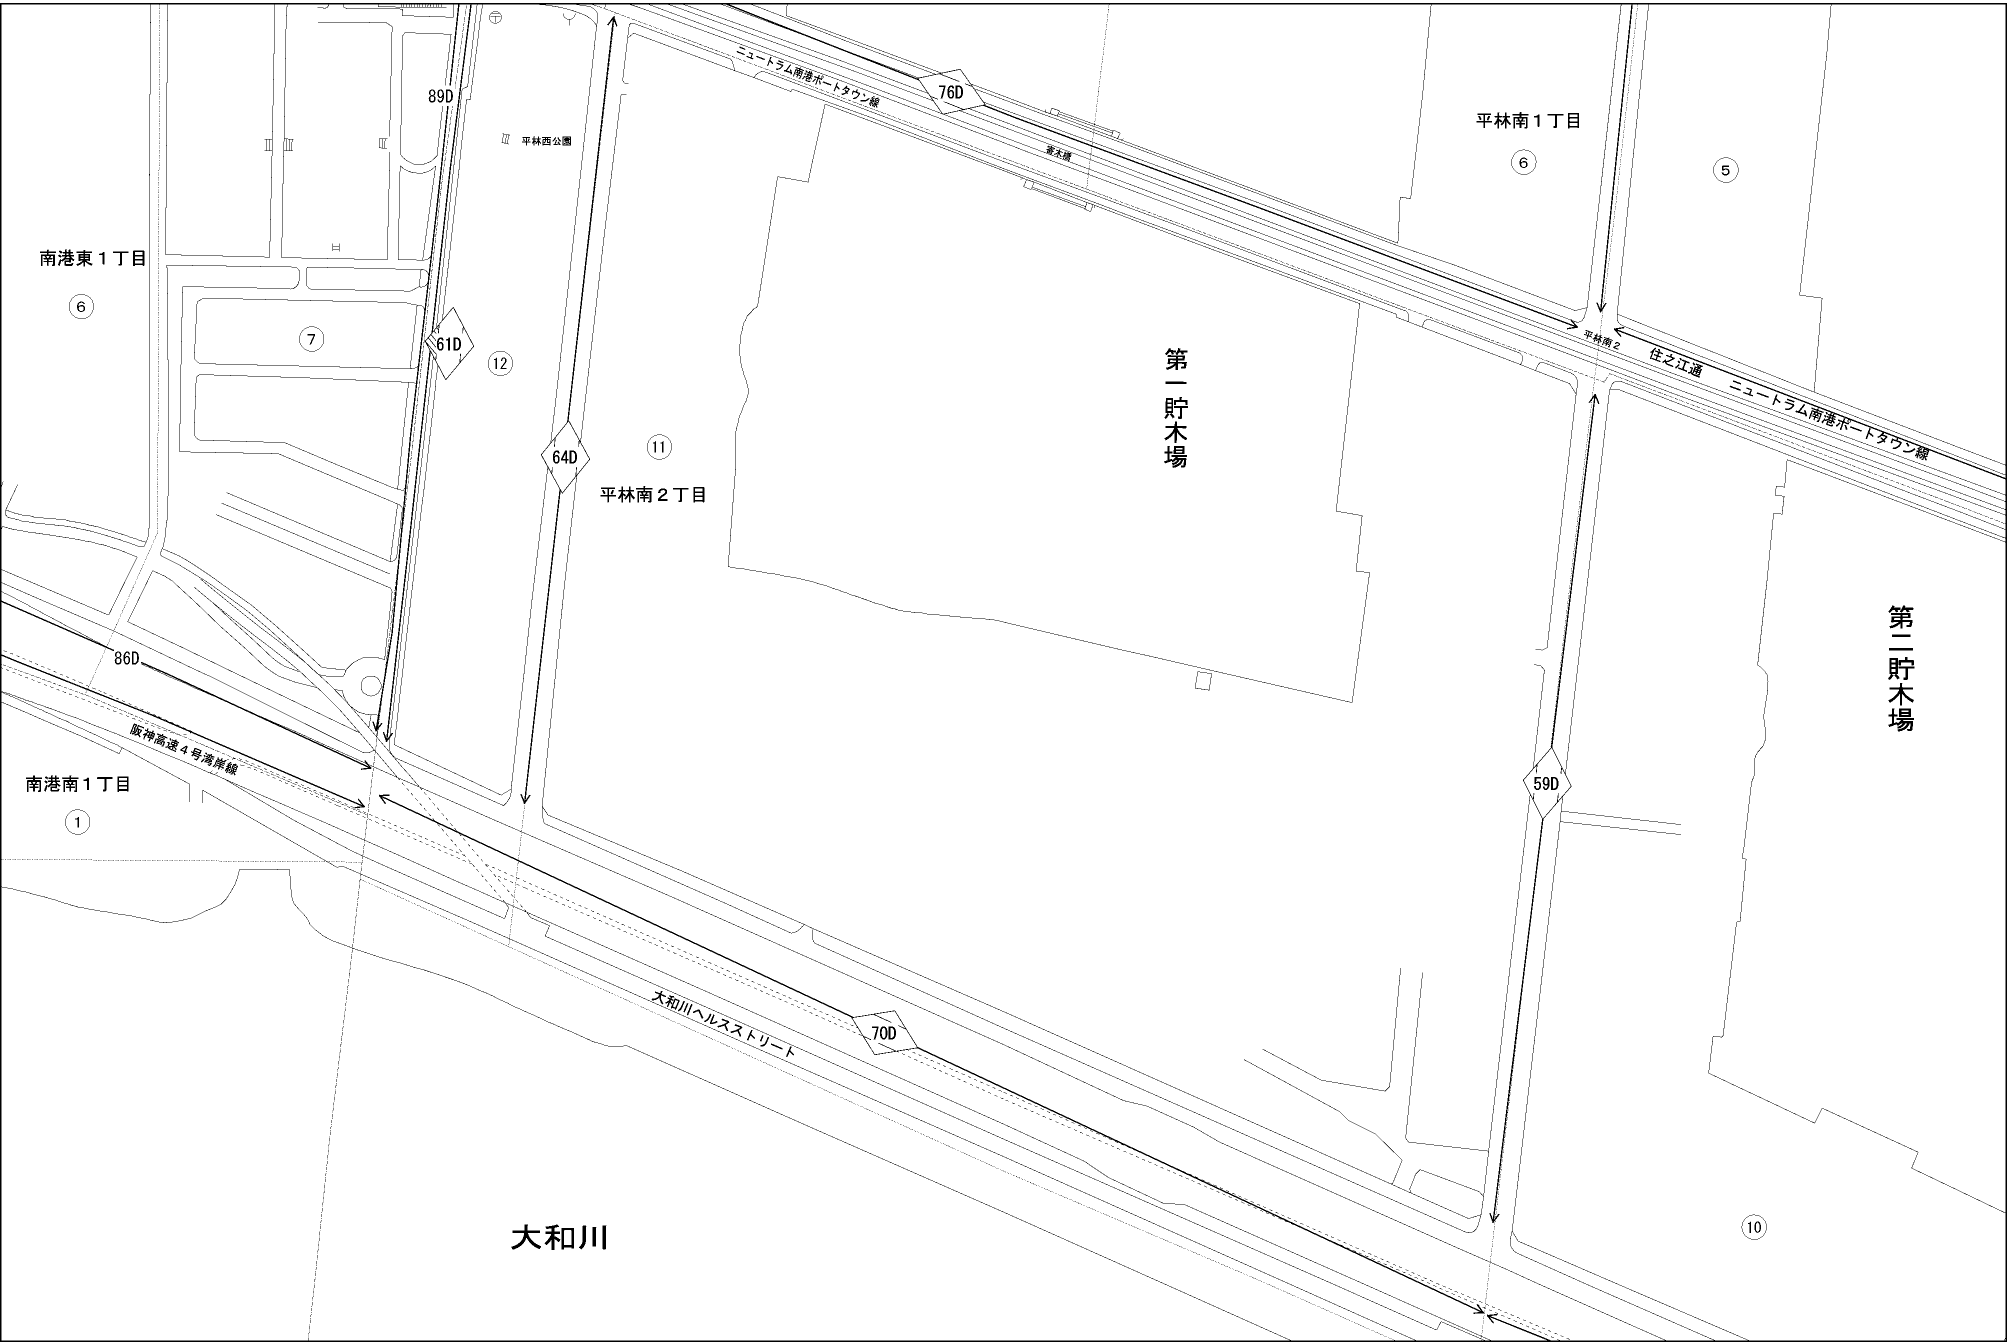 76D
ニュートラム南港ポートタウン線
89D
平林西公園
寄木橋
平林南1丁目
6
5
南港東1丁目
6
7
61D
12
平林南2
住之江通
ニュートラム南港ポートタウン線
第一貯木場
64D
11
平林南2丁目
第二貯木場
86D
阪神高速4号湾岸線
南港南1丁目
1
59D
大和川ヘルスストリート
70D
大和川
10